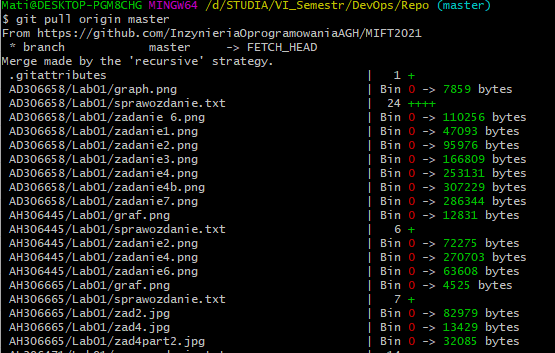 Mati@DESKTOP-PGM8CHG MINGW64 /d/STUDIA/VI_Semestr/DevOps/Repo (master)
$ git pull origin master
From https://github.com/InzynieriaOprogramowaniaAGH/MIFT2021
 * branch            master     -> FETCH_HEAD
Merge made by the 'recursive' strategy.
 .gitattributes                                     |   1 +
 AD306658/Lab01/graph.png                           | Bin 0 -> 7859 bytes
 AD306658/Lab01/sprawozdanie.txt                    |  24 ++++
 AD306658/Lab01/zadanie 6.png                       | Bin 0 -> 110256 bytes
 AD306658/Lab01/zadanie1.png                        | Bin 0 -> 47093 bytes
 AD306658/Lab01/zadanie2.png                        | Bin 0 -> 95976 bytes
 AD306658/Lab01/zadanie3.png                        | Bin 0 -> 166809 bytes
 AD306658/Lab01/zadanie4.png                        | Bin 0 -> 253131 bytes
 AD306658/Lab01/zadanie4b.png                       | Bin 0 -> 307229 bytes
 AD306658/Lab01/zadanie7.png                        | Bin 0 -> 286344 bytes
 AH306445/Lab01/graf.png                            | Bin 0 -> 12831 bytes
 AH306445/Lab01/sprawozdanie.txt                    |   6 +
 AH306445/Lab01/zadanie2.png                        | Bin 0 -> 72275 bytes
 AH306445/Lab01/zadanie4.png                        | Bin 0 -> 270703 bytes
 AH306445/Lab01/zadanie6.png                        | Bin 0 -> 63608 bytes
 AH306665/Lab01/graf.png                            | Bin 0 -> 4525 bytes
 AH306665/Lab01/sprawozdanie.txt                    |   7 +
 AH306665/Lab01/zad2.jpg                            | Bin 0 -> 82979 bytes
 AH306665/Lab01/zad4.jpg                            | Bin 0 -> 13429 bytes
 AH306665/Lab01/zad4part2.jpg                       | Bin 0 -> 32085 bytes